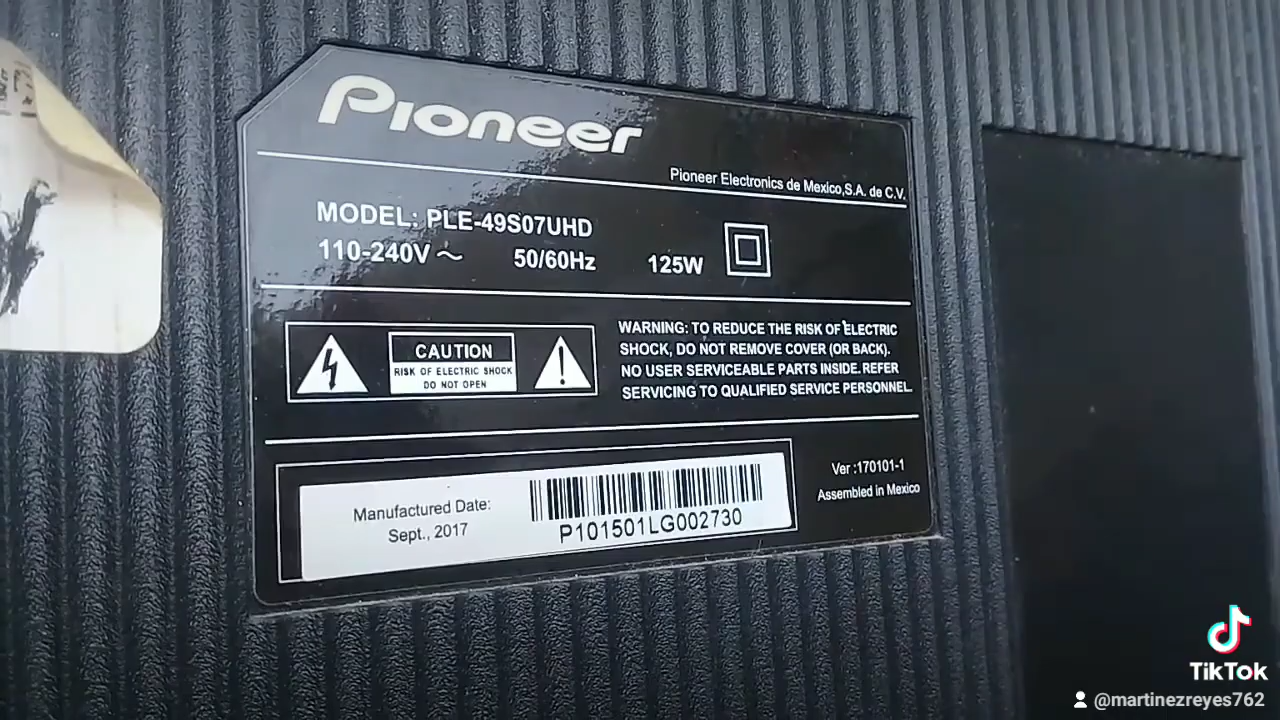 Pioneer
Pioneer Electronics de Mexico,S.A. de C.V.
MODEL: PLE-49S07UHD
110-240V ~ 50/60Hz 125W
CAUTION
RISK OF ELECTRIC SHOCK
DO NOT OPEN
WARNING: TO REDUCE THE RISK OF ELECTRIC
SHOCK, DO NOT REMOVE COVER (OR BACK).
NO USER SERVICEABLE PARTS INSIDE. REFER
SERVICING TO QUALIFIED SERVICE PERSONNEL.
Manufactured Date:
Sept., 2017
P101501LG002730
Ver :170101-1
Assembled in Mexico
TikTok
@martinezreyes762